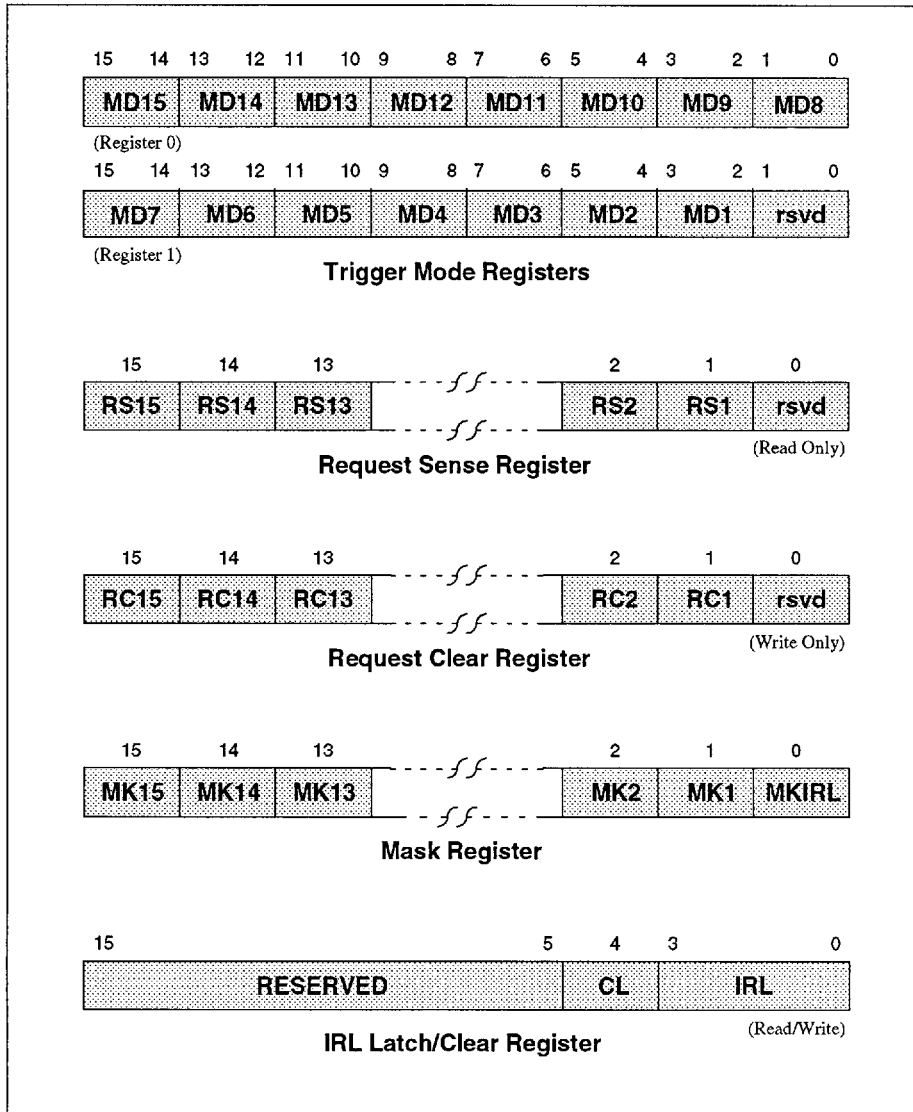 15 14 13 12 11 10 9 8 7 6 5 4 3 2 1 0
MD15 MD14 MD13 MD12 MD11 MD10 MD9 MD8
(Register 0)
15 14 13 12 11 10 9 8 7 6 5 4 3 2 1 0
MD7 MD6 MD5 MD4 MD3 MD2 MD1 rsvd
(Register 1)
Trigger Mode Registers
15 14 13 2 1 0
RS15 RS14 RS13 RS2 RS1 rsvd
(Read Only)
Request Sense Register
15 14 13 2 1 0
RC15 RC14 RC13 RC2 RC1 rsvd
(Write Only)
Request Clear Register
15 14 13 2 1 0
MK15 MK14 MK13 MK2 MK1 MKIRL
Mask Register
15 5 4 3 0
RESERVED CL IRL
(Read/Write)
IRL Latch/Clear Register